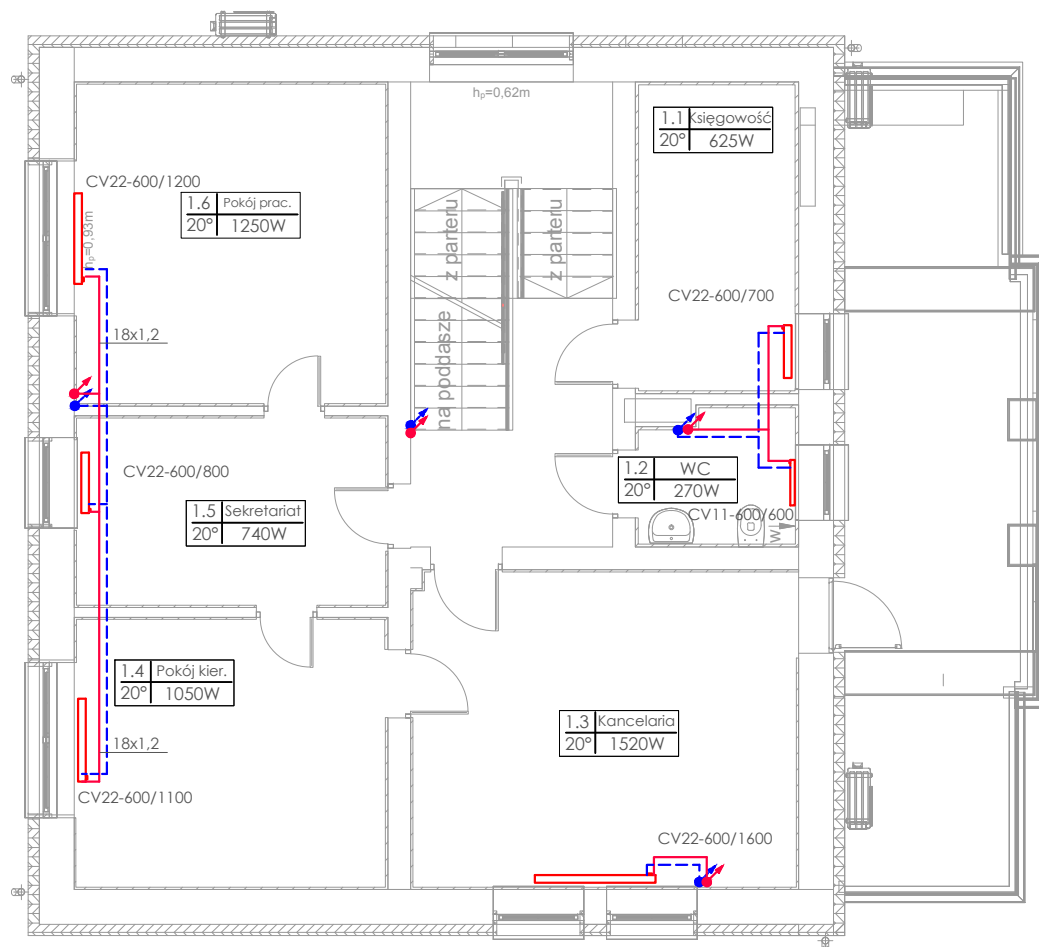 hₚ=0,62m
1.1 Księgowość
20° 625W
CV22-600/1200
1.6 Pokój prac.
20° 1250W
hₚ=0,93m
z parteru
z parteru
na poddasze
CV22-600/700
18x1,2
CV22-600/800
1.2 WC
20° 270W
CV11-600/600
W
1.5 Sekretariat
20° 740W
1.4 Pokój kier.
20° 1050W
1.3 Kancelaria
20° 1520W
18x1,2
CV22-600/1100
CV22-600/1600